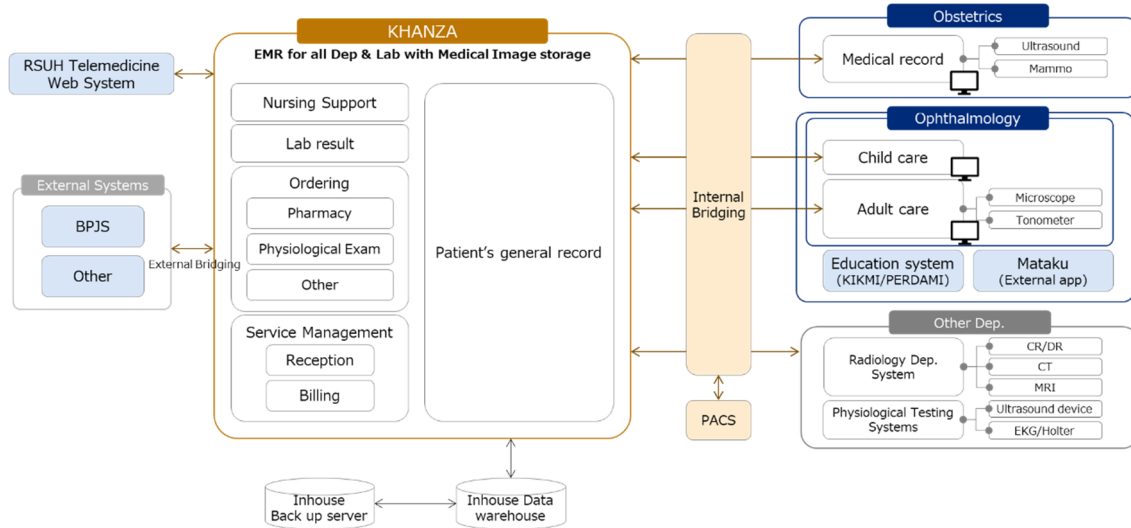 KHANZA
EMR for all Dep & Lab with Medical Image storage
RSUH Telemedicine
Web System
External Systems
BPJS
Other
External Bridging
Nursing Support
Lab result
Ordering
Pharmacy
Physiological Exam
Other
Service Management
Reception
Billing
Patient's general record
Inhouse
Back up server
Inhouse Data
warehouse
Internal
Bridging
PACS
Obstetrics
Medical record
Ultrasound
Mammo
Ophthalmology
Child care
Adult care
Microscope
Tonometer
Education system
(KIKMI/PERDAMI)
Mataku
(External app)
Other Dep.
Radiology Dep.
System
CR/DR
CT
MRI
Physiological Testing
Systems
Ultrasound device
EKG/Holter